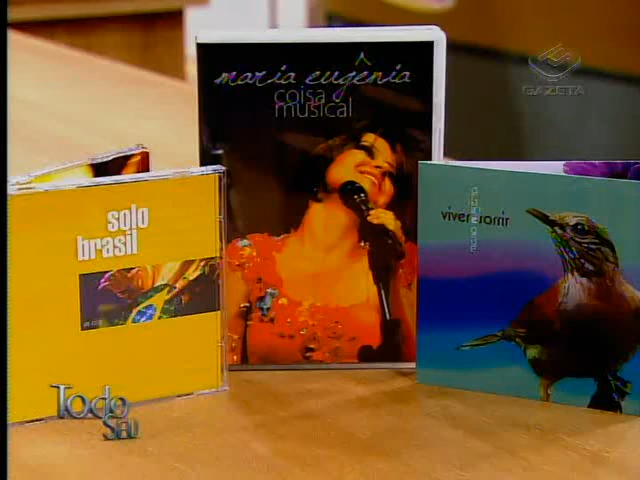 maria eugênia
coisa
musical
GAZETA
solo
brasil
viver sorrir
Todo
Seu